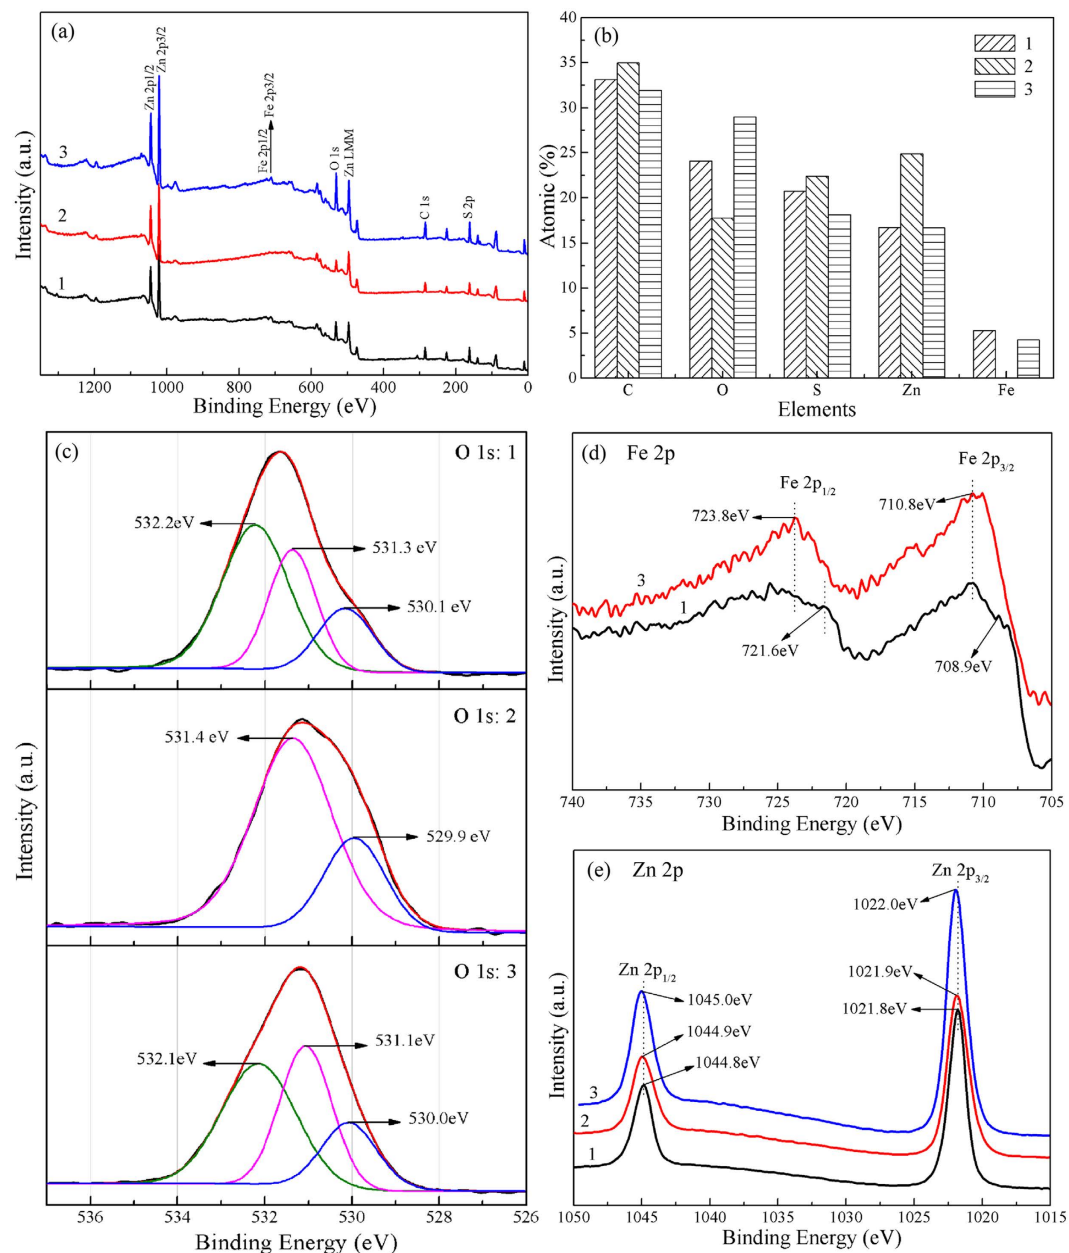 (a)
Zn 2p1/2
Zn 2p3/2
Fe 2p1/2
Fe 2p3/2
O 1s
Zn LMM
C 1s
S 2p
3
2
1
Intensity (a.u.)
1200 1000 800 600 400 200 0
Binding Energy (eV)
(b)
1
2
3
40
35
30
25
20
15
10
5
0
Atomic (%)
C O S Zn Fe
Elements
(c)
O 1s: 1
532.2eV
531.3 eV
530.1 eV
Intensity (a.u.)
O 1s: 2
531.4 eV
529.9 eV
Intensity (a.u.)
O 1s: 3
532.1eV
531.1eV
530.0eV
Intensity (a.u.)
536 534 532 530 528 526
Binding Energy (eV)
(d) Fe 2p
Fe 2p1/2
Fe 2p3/2
723.8eV
710.8eV
3
1
721.6eV
708.9eV
Intensity (a.u.)
740 735 730 725 720 715 710 705
Binding Energy (eV)
(e) Zn 2p
Zn 2p3/2
1022.0eV
Zn 2p1/2
1021.9eV
1045.0eV
1021.8eV
1044.9eV
1044.8eV
3
2
1
Intensity (a.u.)
1050 1045 1040 1035 1030 1025 1020 1015
Binding Energy (eV)